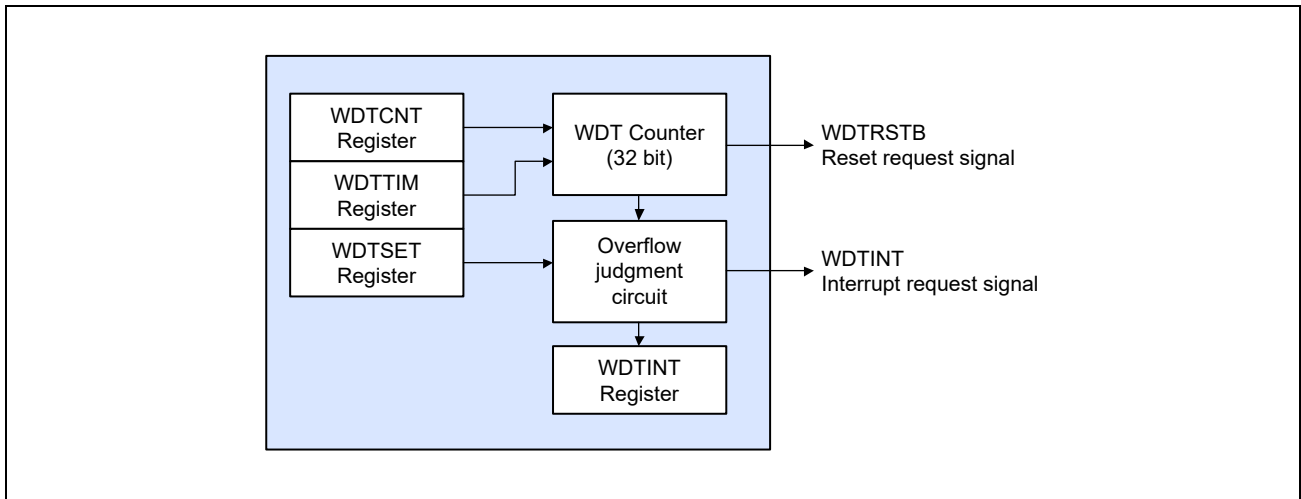 WDTCNT
Register
WDTTIM
Register
WDTSET
Register
WDT Counter
(32 bit)
Overflow
judgment
circuit
WDTINT
Register
WDTRSTB
Reset request signal
WDTINT
Interrupt request signal